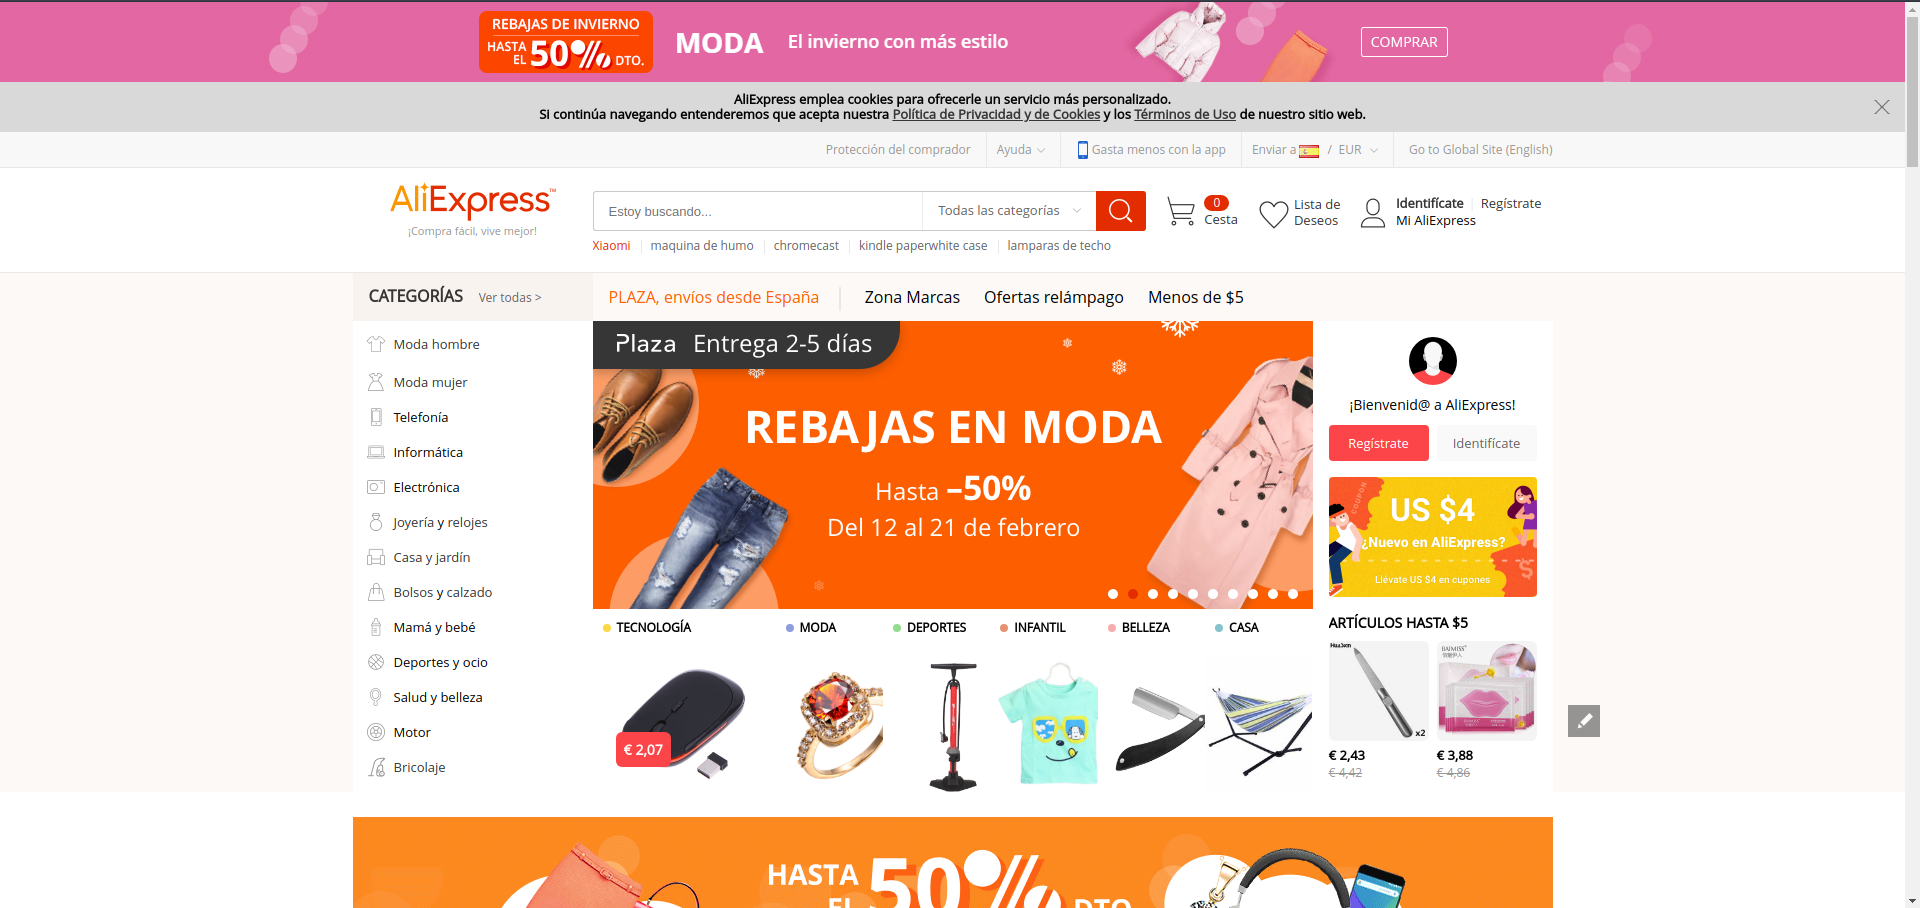 REBAJAS DE INVIERNO
HASTA EL 50% DTO.
MODA
El invierno con más estilo
COMPRAR
AliExpress emplea cookies para ofrecerle un servicio más personalizado.
Si continúa navegando entenderemos que acepta nuestra Política de Privacidad y de Cookies y los Términos de Uso de nuestro sitio web.
Protección del comprador
Ayuda
Gasta menos con la app
Enviar a / EUR
Go to Global Site (English)
AliExpress™
¡Compra fácil, vive mejor!
Estoy buscando...
Todas las categorías
0
Cesta
Lista de
Deseos
Identifícate
Regístrate
Mi AliExpress
Xiaomi
maquina de humo
chromecast
kindle paperwhite case
lamparas de techo
CATEGORÍAS
Ver todas >
PLAZA, envíos desde España
Zona Marcas
Ofertas relámpago
Menos de $5
Moda hombre
Moda mujer
Telefonía
Informática
Electrónica
Joyería y relojes
Casa y jardín
Bolsos y calzado
Mamá y bebé
Deportes y ocio
Salud y belleza
Motor
Bricolaje
Plaza Entrega 2-5 días
REBAJAS EN MODA
Hasta –50%
Del 12 al 21 de febrero
¡Bienvenid@ a AliExpress!
Regístrate
Identifícate
COUPON
US $4
¿Nuevo en AliExpress?
Llévate US $4 en cupones
$
ARTÍCULOS HASTA $5
HuaJxn
x2
BAIMISS
€ 2,43
€ 4,42
€ 3,88
€ 4,86
TECNOLOGÍA
MODA
DEPORTES
INFANTIL
BELLEZA
CASA
€ 2,07
HASTA
EL 50% DTO